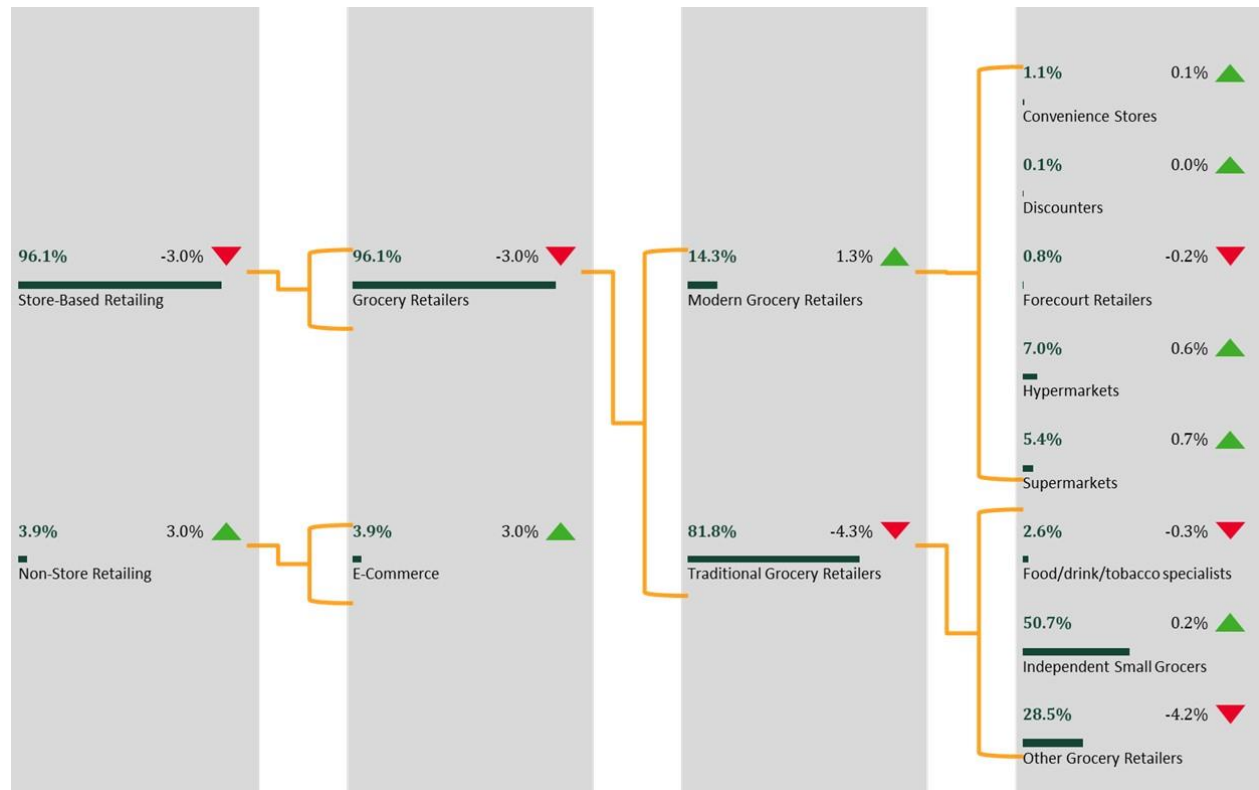 96.1% -3.0%
Store-Based Retailing
3.9% 3.0%
Non-Store Retailing
96.1% -3.0%
Grocery Retailers
3.9% 3.0%
E-Commerce
14.3% 1.3%
Modern Grocery Retailers
81.8% -4.3%
Traditional Grocery Retailers
1.1% 0.1%
Convenience Stores
0.1% 0.0%
Discounters
0.8% -0.2%
Forecourt Retailers
7.0% 0.6%
Hypermarkets
5.4% 0.7%
Supermarkets
2.6% -0.3%
Food/drink/tobacco specialists
50.7% 0.2%
Independent Small Grocers
28.5% -4.2%
Other Grocery Retailers